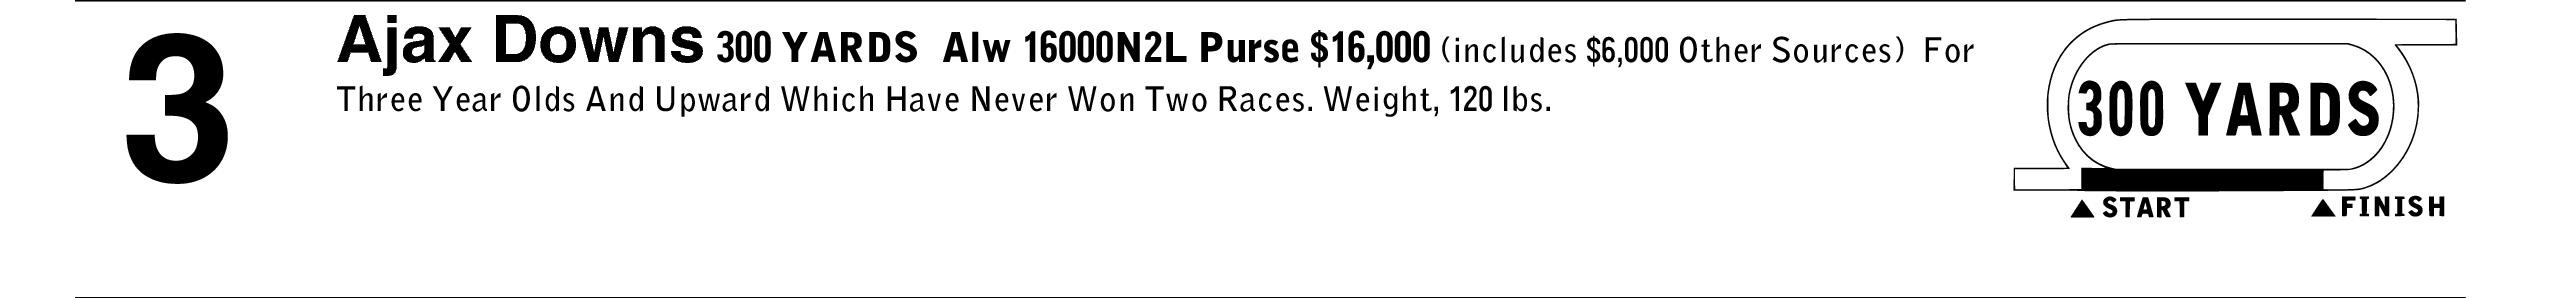 3
Ajax Downs 300 YARDS Alw 16000N2L Purse $16,000 (includes $6,000 Other Sources) For
Three Year Olds And Upward Which Have Never Won Two Races. Weight, 120 lbs.
300 YARDS
▲ START ▲ FINISH